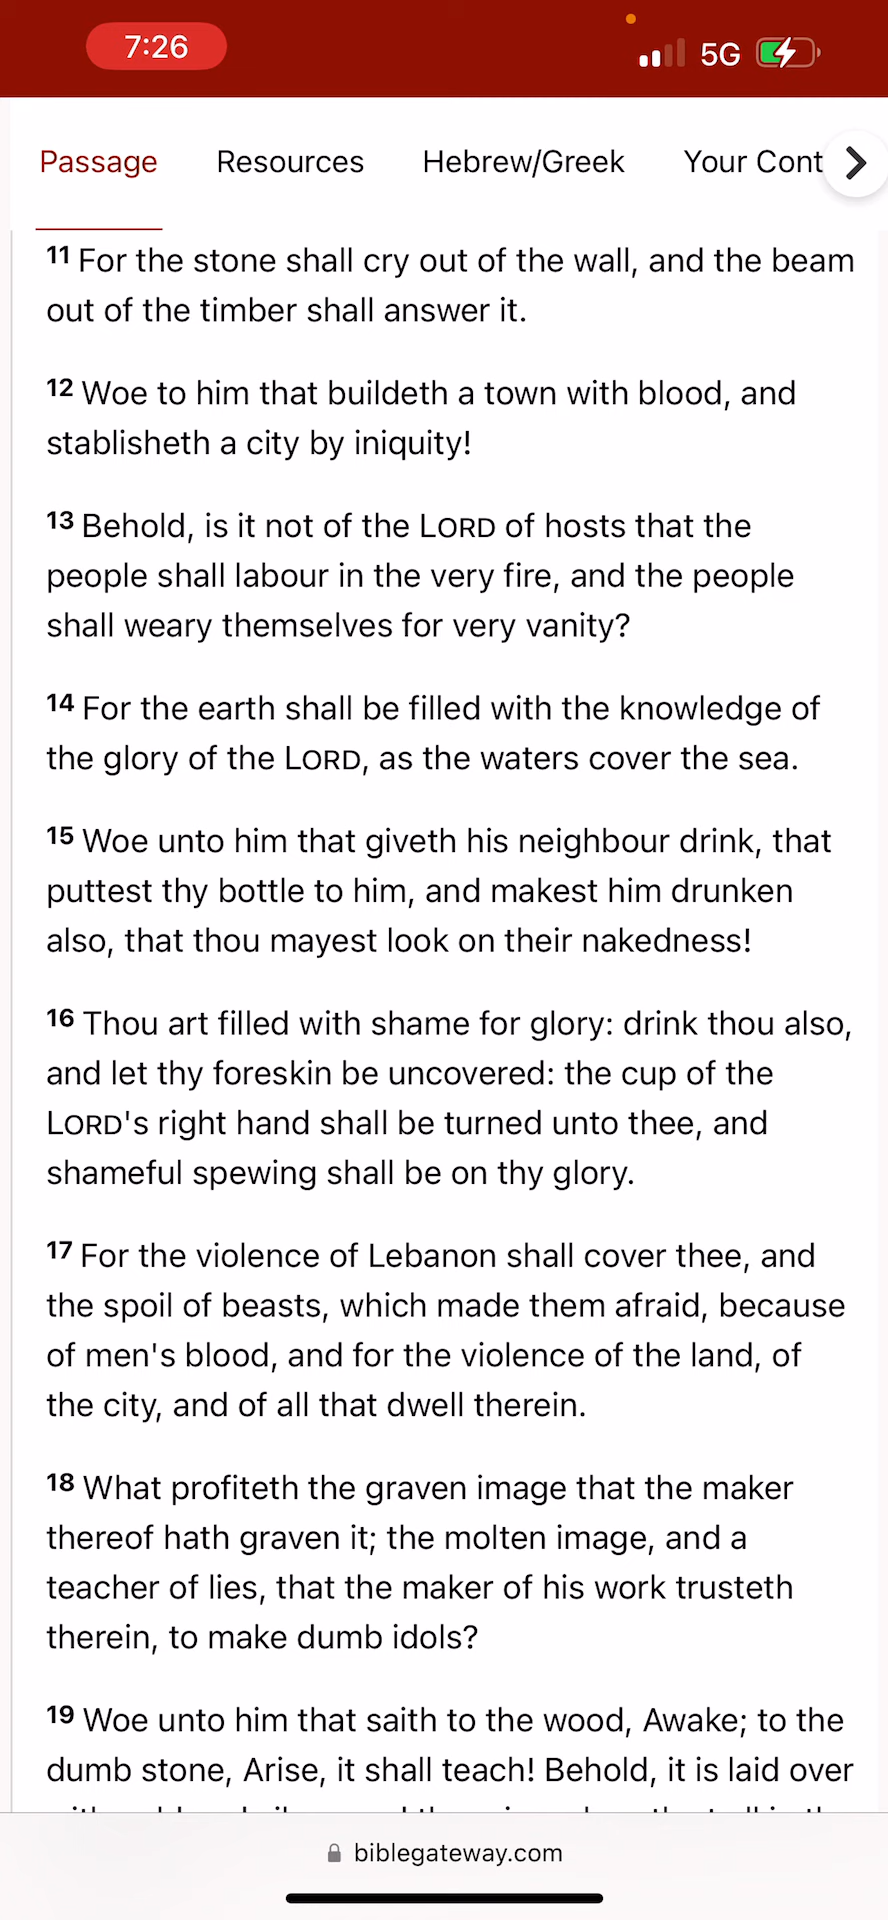 7:26
5G
Passage Resources Hebrew/Greek Your Cont
11 For the stone shall cry out of the wall, and the beam
out of the timber shall answer it.
12 Woe to him that buildeth a town with blood, and
stablisheth a city by iniquity!
13 Behold, is it not of the LORD of hosts that the
people shall labour in the very fire, and the people
shall weary themselves for very vanity?
14 For the earth shall be filled with the knowledge of
the glory of the LORD, as the waters cover the sea.
15 Woe unto him that giveth his neighbour drink, that
puttest thy bottle to him, and makest him drunken
also, that thou mayest look on their nakedness!
16 Thou art filled with shame for glory: drink thou also,
and let thy foreskin be uncovered: the cup of the
LORD's right hand shall be turned unto thee, and
shameful spewing shall be on thy glory.
17 For the violence of Lebanon shall cover thee, and
the spoil of beasts, which made them afraid, because
of men's blood, and for the violence of the land, of
the city, and of all that dwell therein.
18 What profiteth the graven image that the maker
thereof hath graven it; the molten image, and a
teacher of lies, that the maker of his work trusteth
therein, to make dumb idols?
19 Woe unto him that saith to the wood, Awake; to the
dumb stone, Arise, it shall teach! Behold, it is laid over
biblegateway.com